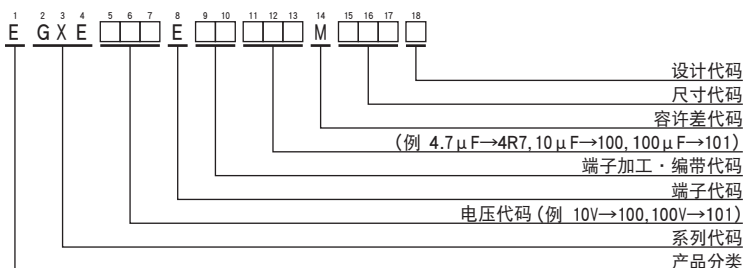 1 2 3 4 5 6 7 8 9 10 11 12 13 14 15 16 17 18
E G X E □□□ E □□ □□□ M □□□ □
设计代码
尺寸代码
容许差代码
(例 4.7μF→4R7,10μF→100,100μF→101)
端子加工・编带代码
端子代码
电压代码(例 10V→100,100V→101)
系列代码
产品分类